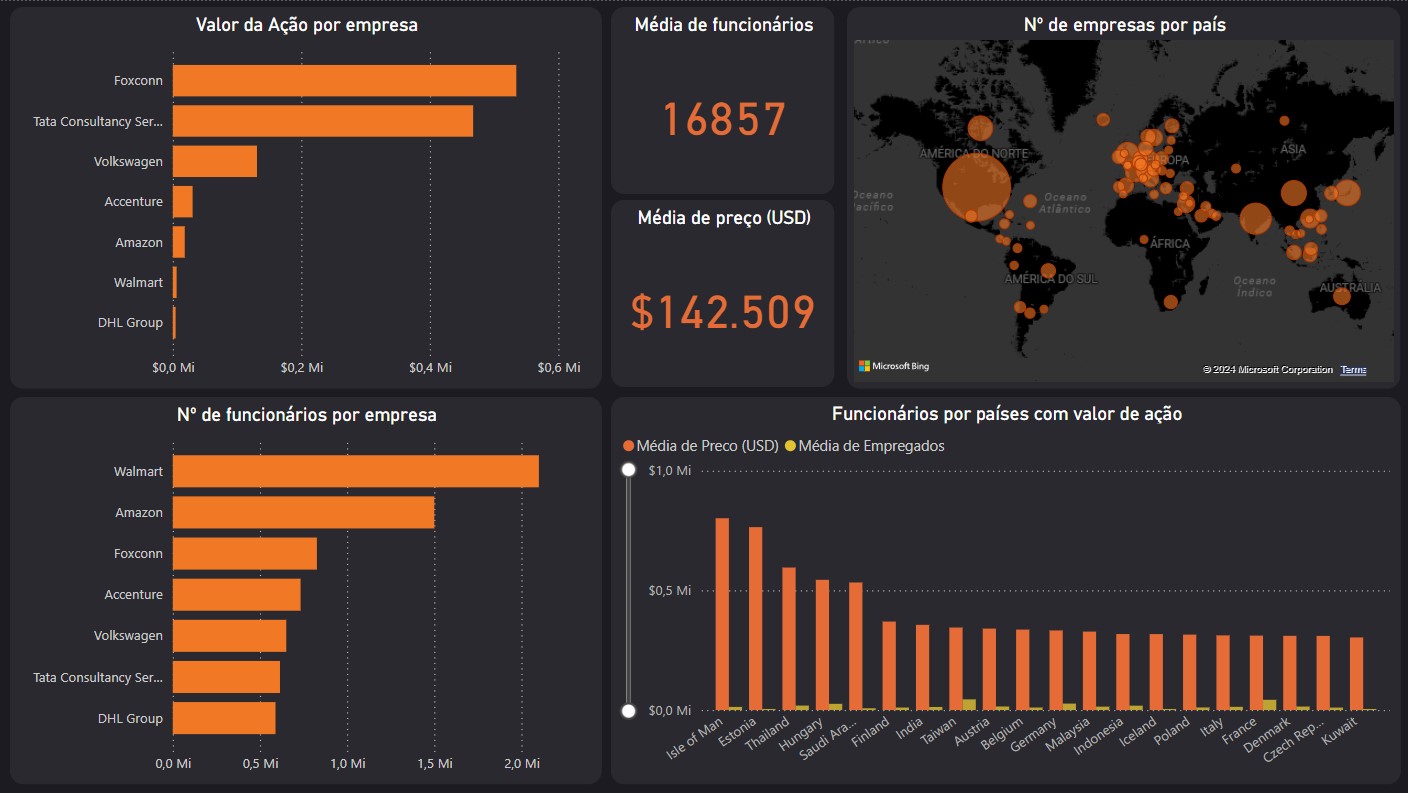 Valor da Ação por empresa
Foxconn
Tata Consultancy Ser...
Volkswagen
Accenture
Amazon
Walmart
DHL Group
$0,0 Mi
$0,2 Mi
$0,4 Mi
$0,6 Mi
Média de funcionários
16857
Média de preço (USD)
$142.509
Nº de empresas por país
AMÉRICA DO NORTE
ÁSIA
Oceano
Atlântico
ÁFRICA
AMÉRICA DO SUL
Oceano
Índico
AUSTRÁLIA
Microsoft Bing
© 2024 Microsoft Corporation Terms
Nº de funcionários por empresa
Walmart
Amazon
Foxconn
Accenture
Volkswagen
Tata Consultancy Ser...
DHL Group
0,0 Mi
0,5 Mi
1,0 Mi
1,5 Mi
2,0 Mi
Funcionários por países com valor de ação
Média de Preco (USD) Média de Empregados
$1,0 Mi
$0,5 Mi
$0,0 Mi
Isle of Man
Estonia
Thailand
Hungary
Saudi Ara...
Finland
India
Taiwan
Austria
Belgium
Germany
Malaysia
Indonesia
Iceland
Poland
Italy
France
Denmark
Czech Rep...
Kuwait